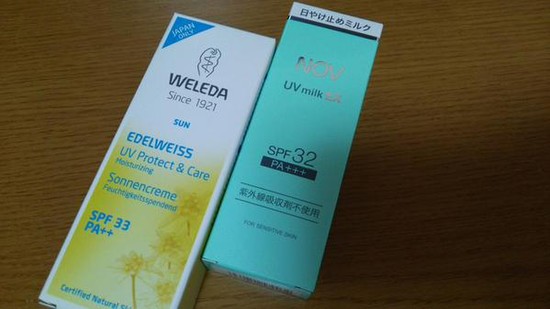 JAPAN
ONLY
WELEDA
Since 1921
SUN
EDELWEISS
UV Protect & Care
Moisturizing
Sonnencreme
Feuchtigkeitsspendend
SPF 33
PA++
Certified Natural
日やけ止めミルク
NOV
UV milk EX
SPF 32
PA+++
紫外線吸収剤不使用
FOR SENSITIVE SKIN